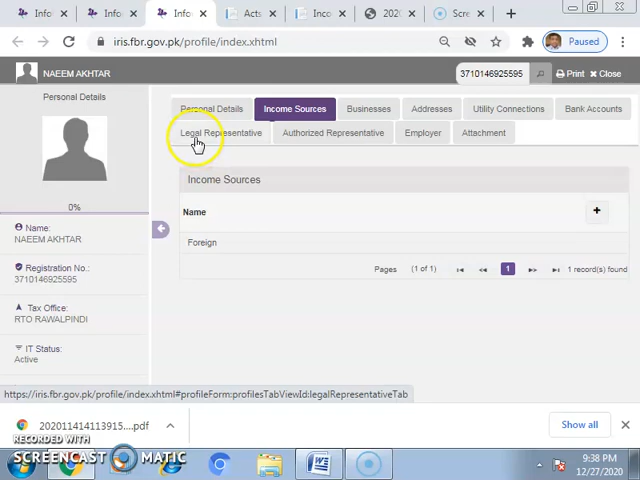 Info
Info
Info
Acts
Inco
202
Scre
iris.fbr.gov.pk/profile/index.xhtml
Paused
NAEEM AKHTAR
3710146925595
Print
Close
Personal Details
0%
Name:
NAEEM AKHTAR
Registration No.:
3710146925595
Tax Office:
RTO RAWALPINDI
IT Status:
Active
Personal Details
Income Sources
Businesses
Addresses
Utility Connections
Bank Accounts
Legal Representative
Authorized Representative
Employer
Attachment
Income Sources
Name
Foreign
Pages (1 of 1) 1 1 record(s) found
https://iris.fbr.gov.pk/profile/index.xhtml#profileForm:profilesTabViewId:legalRepresentativeTab
202011414113915....pdf
Show all
RECORDED WITH
SCREENCAST MATIC
9:38 PM
12/27/2020